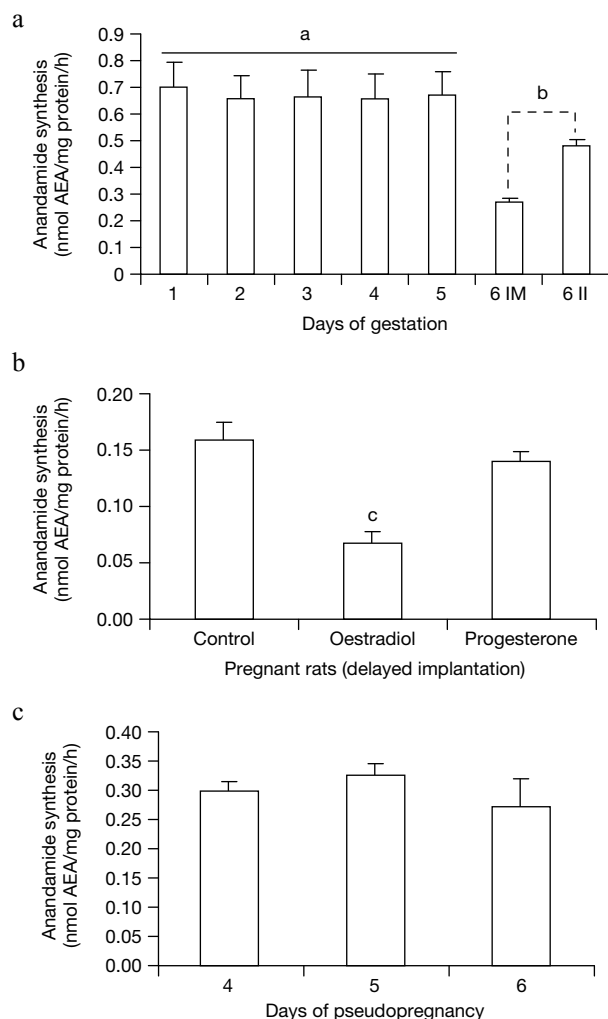 a
Anandamide synthesis
(nmol AEA/mg protein/h)
0.9
0.8
0.7
0.6
0.5
0.4
0.3
0.2
0.1
0
a
b
1 2 3 4 5 6 IM 6 II
Days of gestation
b
Anandamide synthesis
(nmol AEA/mg protein/h)
0.20
0.15
0.10
0.05
0.00
c
Control Oestradiol Progesterone
Pregnant rats (delayed implantation)
c
Anandamide synthesis
(nmol AEA/mg protein/h)
0.40
0.35
0.30
0.25
0.20
0.15
0.10
0.05
0.00
4 5 6
Days of pseudopregnancy